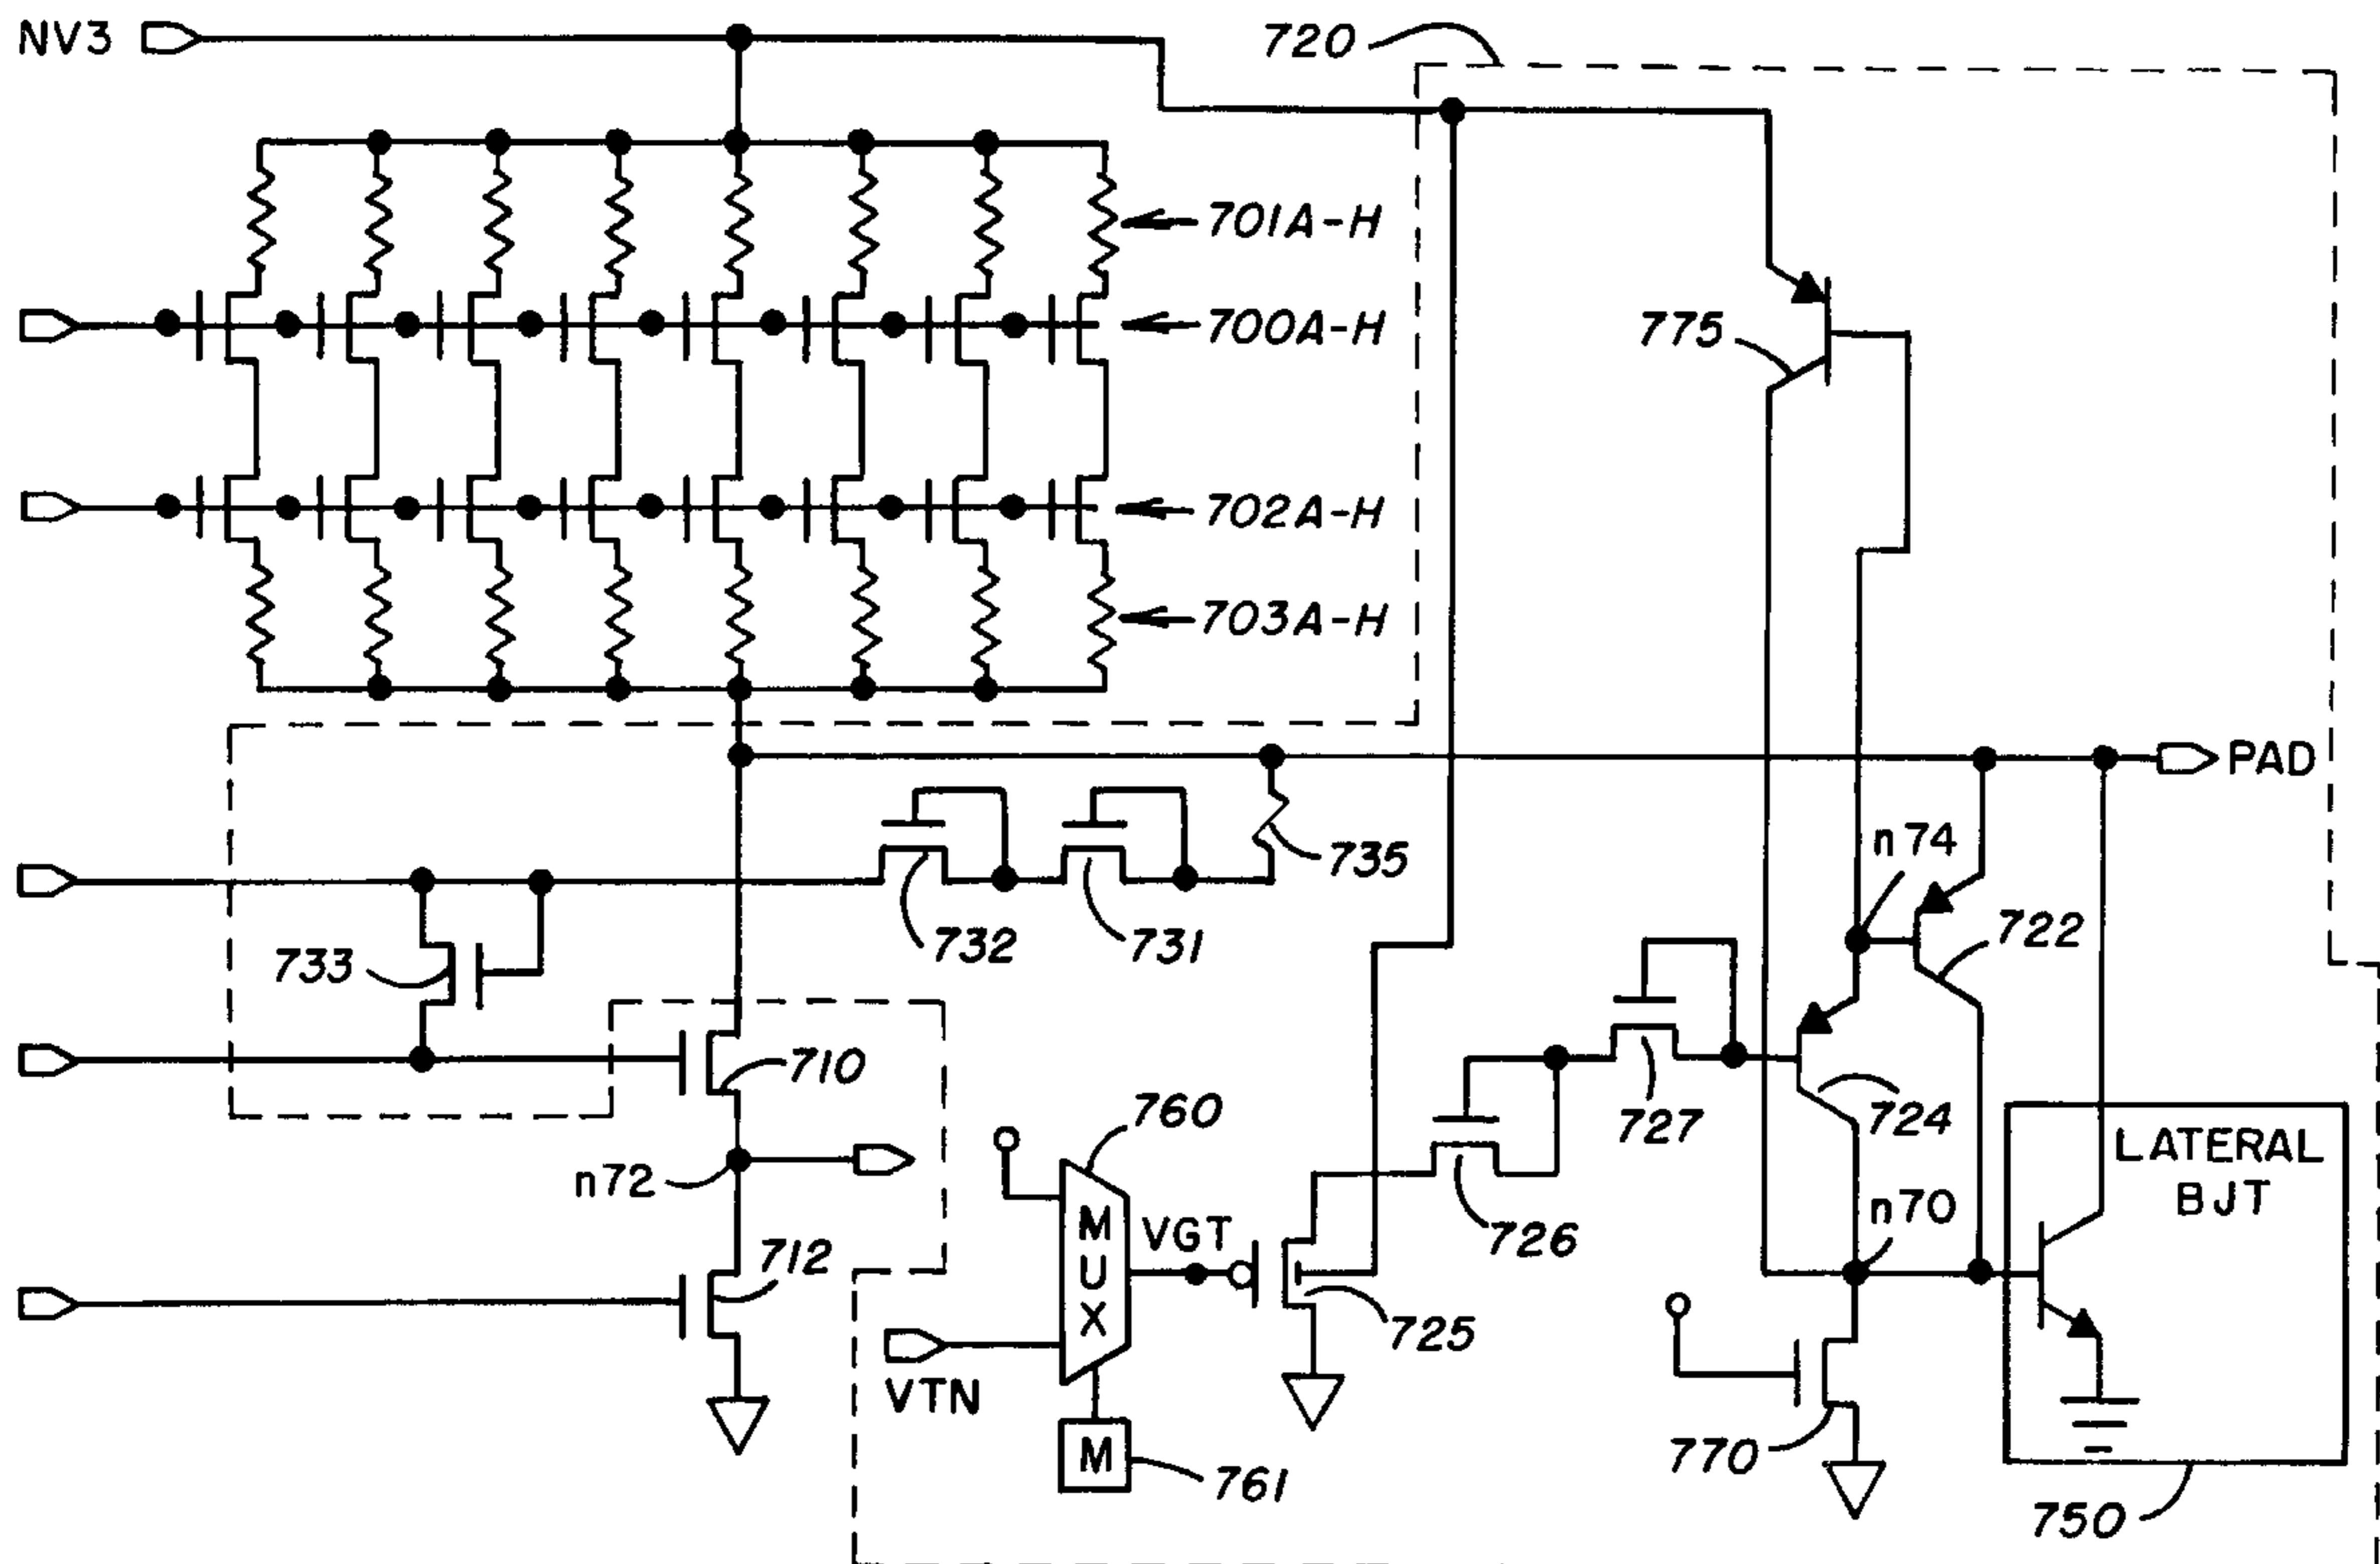 NV3
720
701A-H
700A-H
775
702A-H
703A-H
PAD
n74
735
722
733
732
731
710
760
727
724
LATERAL
BJT
n72
n70
VGT
726
712
MUX
725
VTN
770
M
761
750